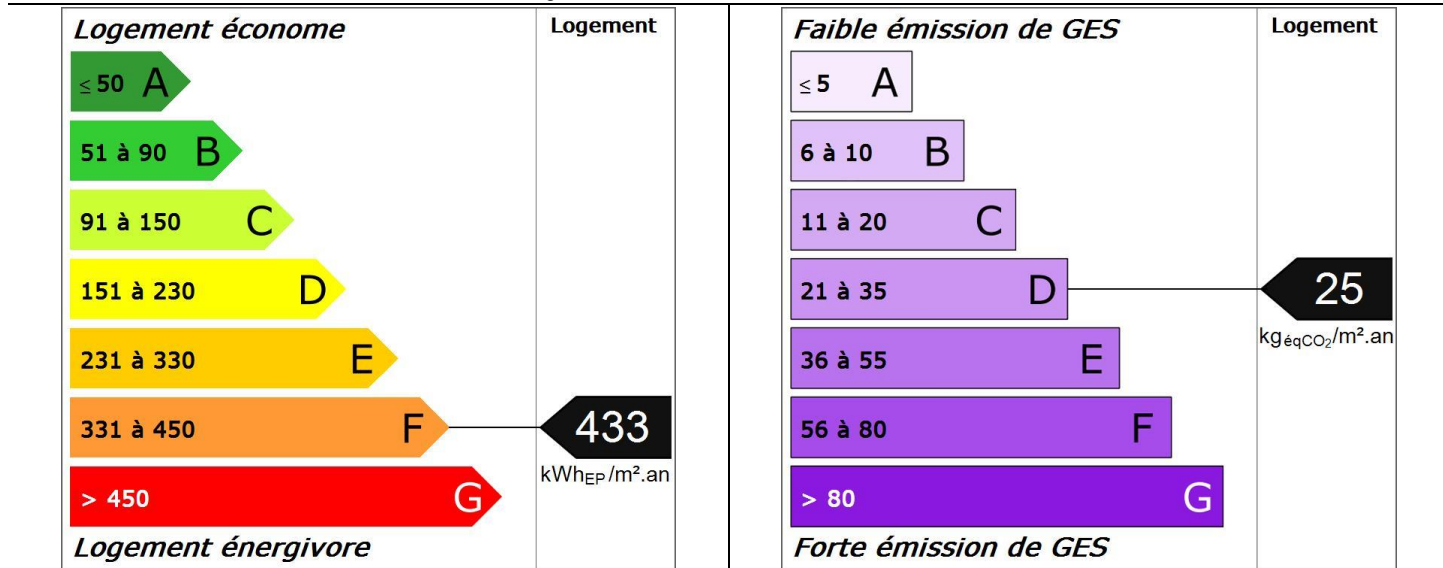 Logement économe
Logement
≤ 50 A
51 à 90 B
91 à 150 C
151 à 230 D
231 à 330 E
331 à 450 F
433
kWhEP/m².an
> 450 G
Logement énergivore
Faible émission de GES
Logement
≤ 5 A
6 à 10 B
11 à 20 C
21 à 35 D
25
kgéqCO₂/m².an
36 à 55 E
56 à 80 F
> 80 G
Forte émission de GES